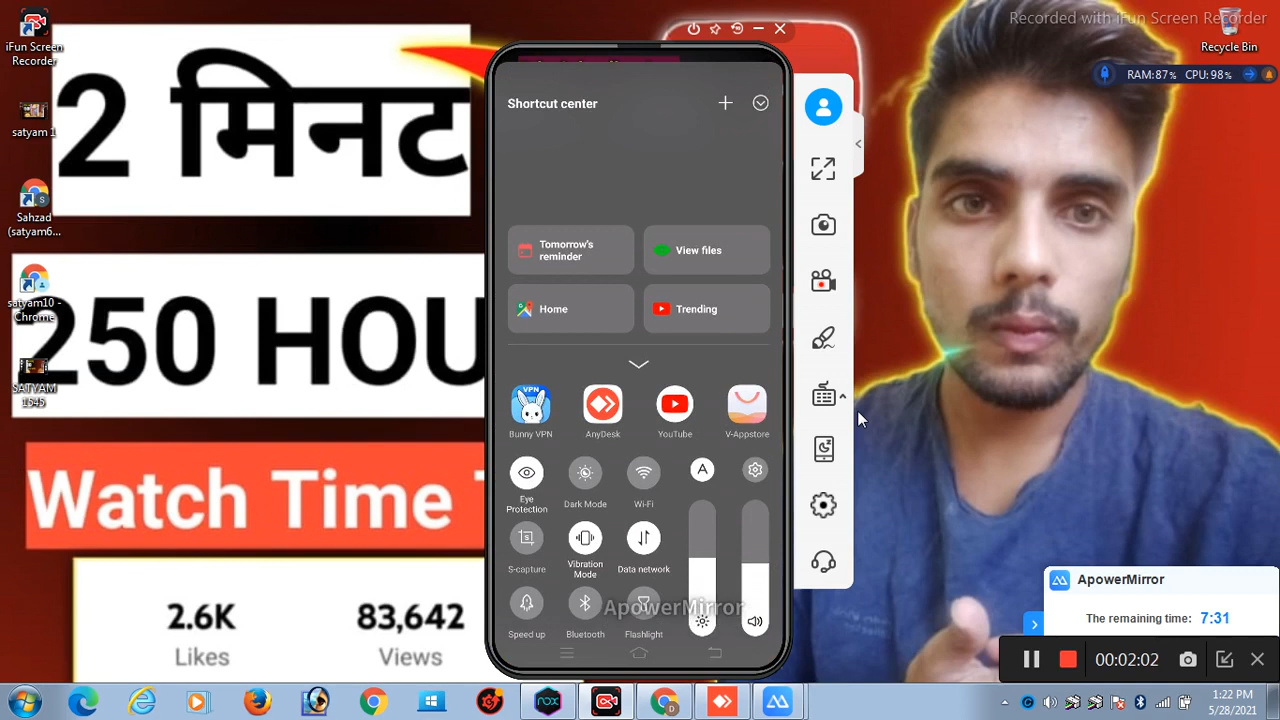 Recorded with iFun Screen Recorder
iFun Screen
Recorder
Recycle Bin
RAM:87% CPU:98%
2 मिनट
satyam 1
Sahzad
(satyam6...
satyam10 -
Chrome
250 HOU
SATYAM
1545
Watch Time
2.6K
Likes
83,642
Views
Shortcut center
Tomorrow's
reminder
View files
Home
Trending
VPN
Bunny VPN
AnyDesk
YouTube
V-Appstore
A
Eye
Protection
Dark Mode
Wi-Fi
S-capture
Vibration
Mode
Data network
ApowerMirror
Speed up
Bluetooth
Flashlight
ApowerMirror
The remaining time: 7:31
00:02:02
nox
1:22 PM
5/28/2021